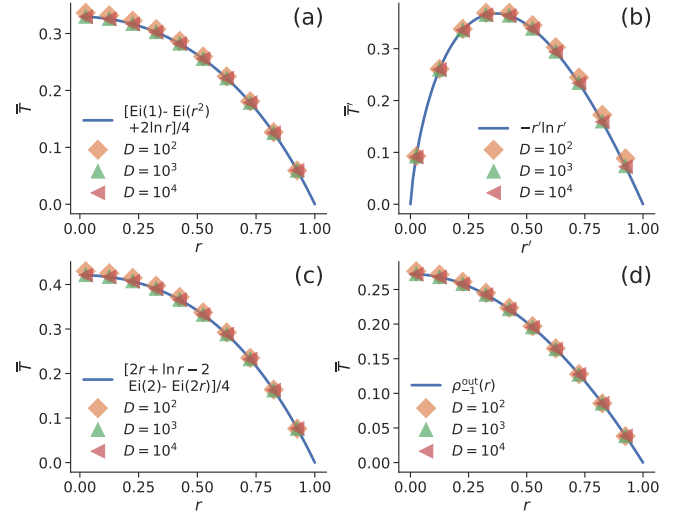 (a)
0.3
0.2
0.1
0.0
T̿
[Ei(1)- Ei(r²)
+2ln r]/4
D = 10²
D = 10³
D = 10⁴
0.00 0.25 0.50 0.75 1.00
r
(b)
0.3
0.2
0.1
0.0
T̿′
−r′ln r′
D = 10²
D = 10³
D = 10⁴
0.00 0.25 0.50 0.75 1.00
r′
(c)
0.4
0.3
0.2
0.1
0.0
T̿
[2r + ln r − 2
Ei(2)- Ei(2r)]/4
D = 10²
D = 10³
D = 10⁴
0.00 0.25 0.50 0.75 1.00
r
(d)
0.25
0.20
0.15
0.10
0.05
0.00
T̿
ρ₋₁ᵒᵘᵗ(r)
D = 10²
D = 10³
D = 10⁴
0.00 0.25 0.50 0.75 1.00
r